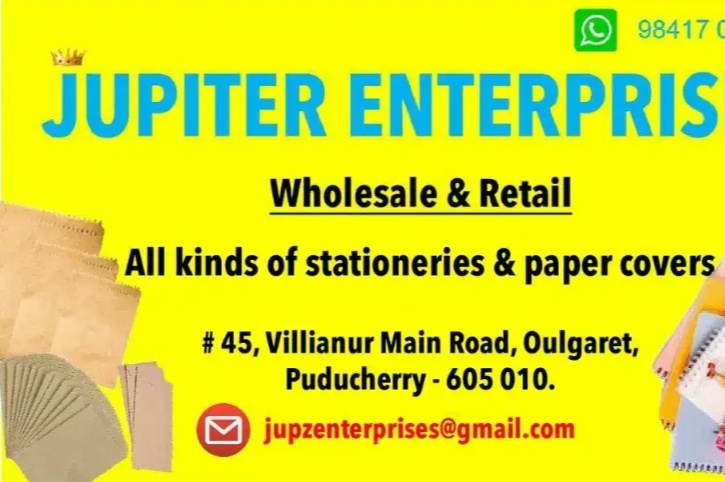 98417 0
JUPITER ENTERPRIS
Wholesale & Retail
All kinds of stationeries & paper covers
# 45, Villianur Main Road, Oulgaret,
Puducherry - 605 010.
jupzenterprises@gmail.com